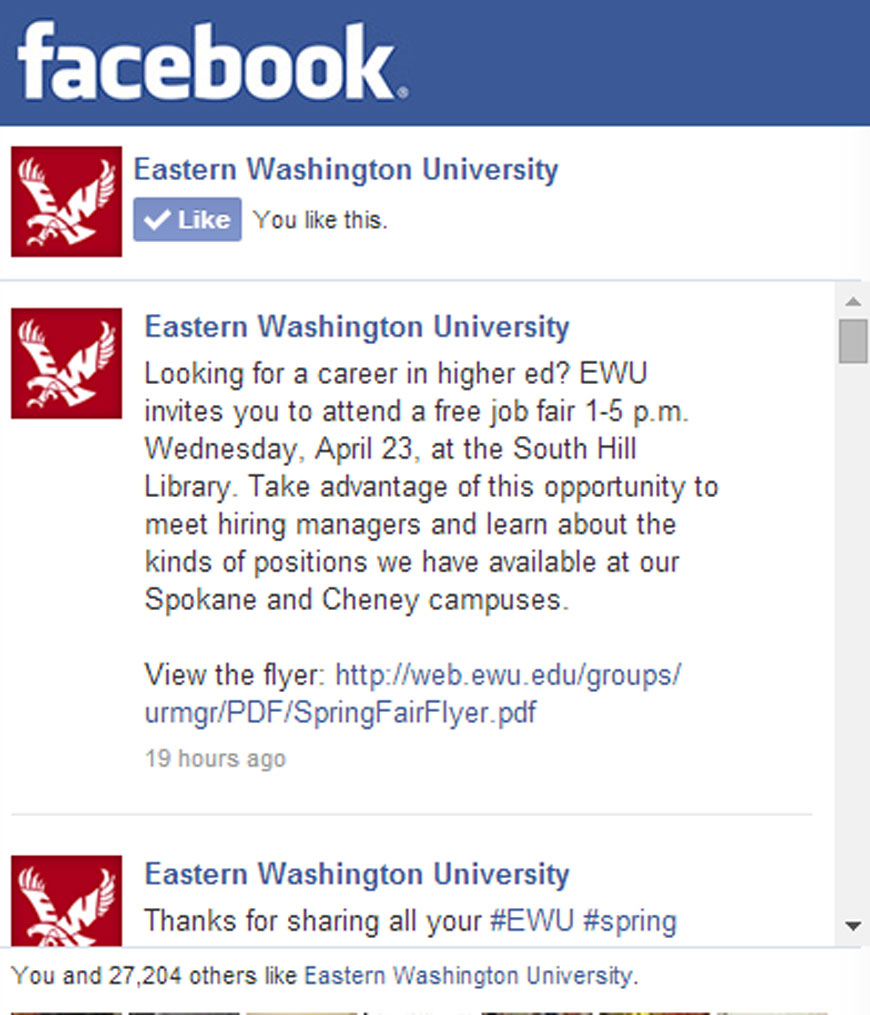 facebook®
Eastern Washington University
Like You like this.
Eastern Washington University
Looking for a career in higher ed? EWU
invites you to attend a free job fair 1-5 p.m.
Wednesday, April 23, at the South Hill
Library. Take advantage of this opportunity to
meet hiring managers and learn about the
kinds of positions we have available at our
Spokane and Cheney campuses.
View the flyer: http://web.ewu.edu/groups/
urmgr/PDF/SpringFairFlyer.pdf
19 hours ago
Eastern Washington University
Thanks for sharing all your #EWU #spring
You and 27,204 others like Eastern Washington University.